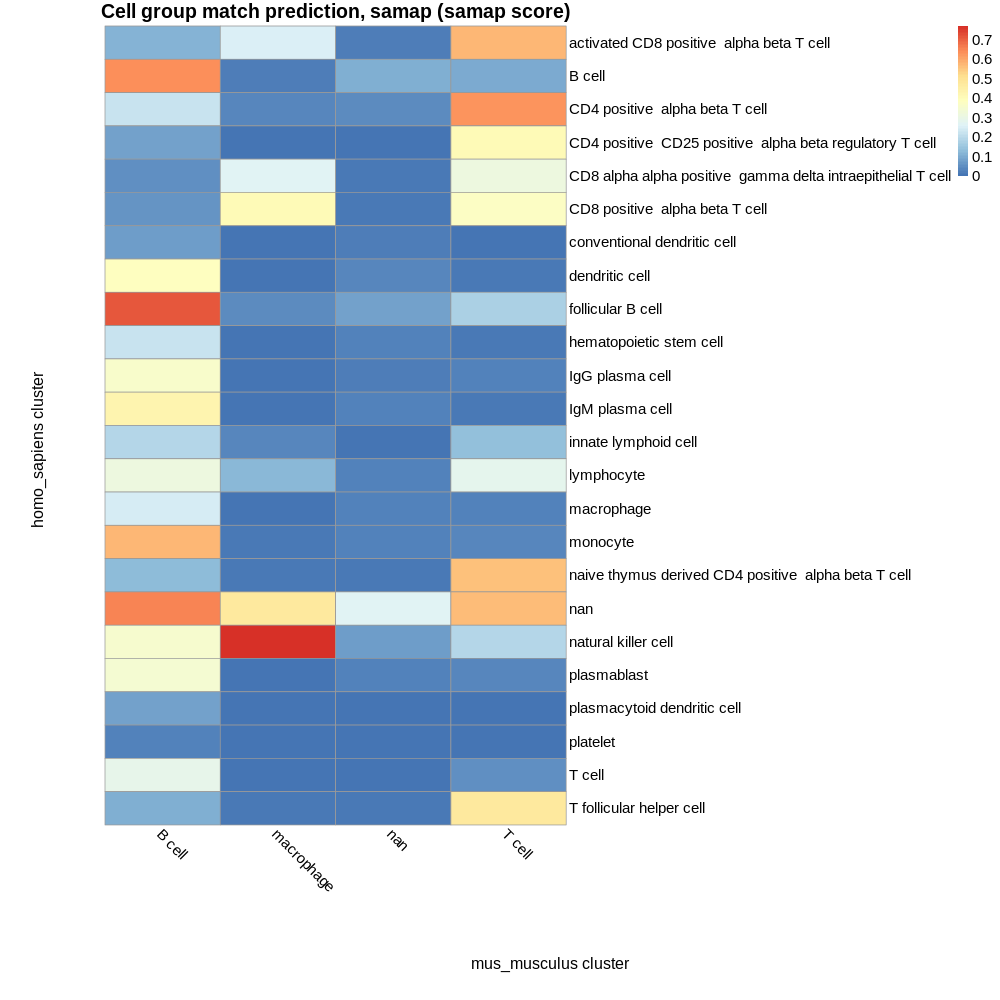 Cell group match prediction, samap (samap score)
activated CD8 positive  alpha beta T cell
B cell
CD4 positive  alpha beta T cell
CD4 positive  CD25 positive  alpha beta regulatory T cell
CD8 alpha alpha positive  gamma delta intraepithelial T cell
CD8 positive  alpha beta T cell
conventional dendritic cell
dendritic cell
follicular B cell
hematopoietic stem cell
IgG plasma cell
IgM plasma cell
innate lymphoid cell
lymphocyte
macrophage
monocyte
naive thymus derived CD4 positive  alpha beta T cell
nan
natural killer cell
plasmablast
plasmacytoid dendritic cell
platelet
T cell
T follicular helper cell
0.7
0.6
0.5
0.4
0.3
0.2
0.1
0
homo_sapiens cluster
B cell
macrophage
nan
T cell
mus_musculus cluster